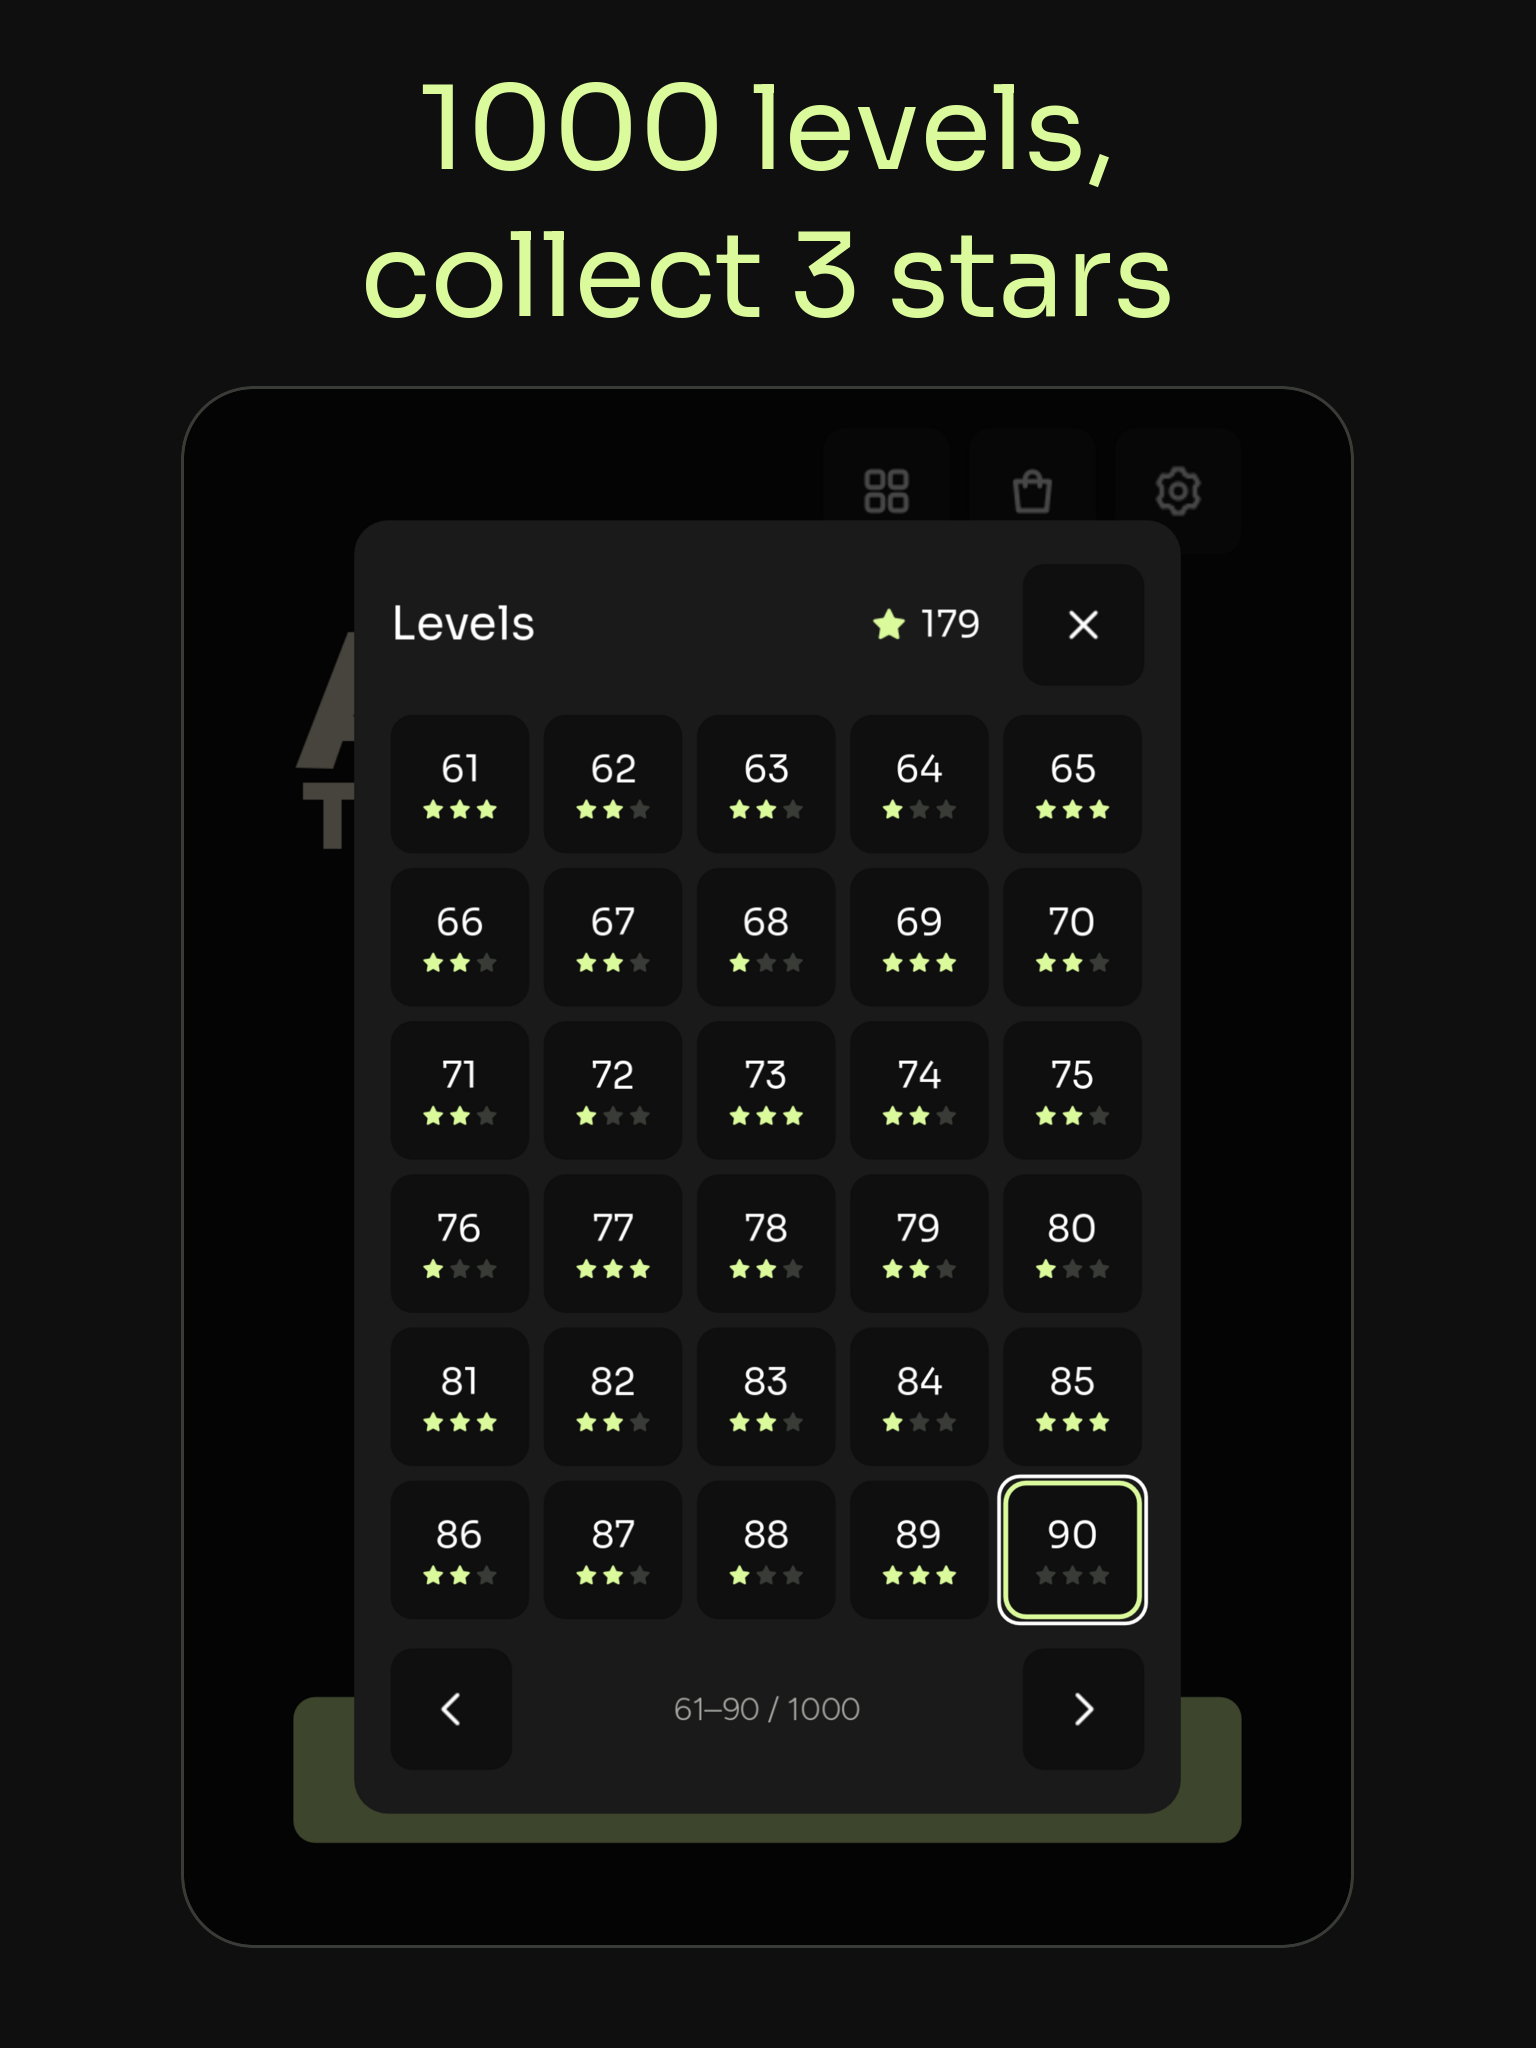 1000 levels,
collect 3 stars
Levels
179
A
T
61 62 63 64 65
66 67 68 69 70
71 72 73 74 75
76 77 78 79 80
81 82 83 84 85
86 87 88 89 90
61–90 / 1000